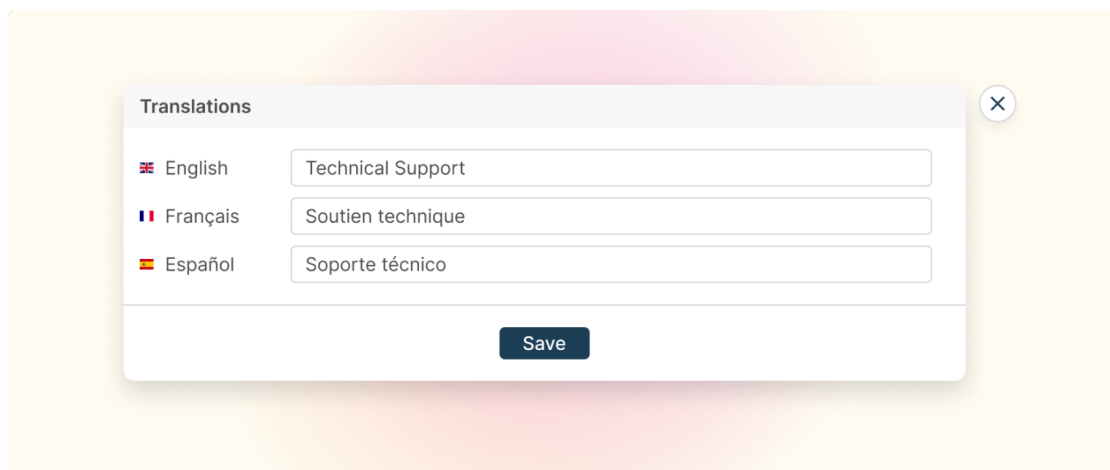 Translations
English
Technical Support
Français
Soutien technique
Español
Soporte técnico
Save